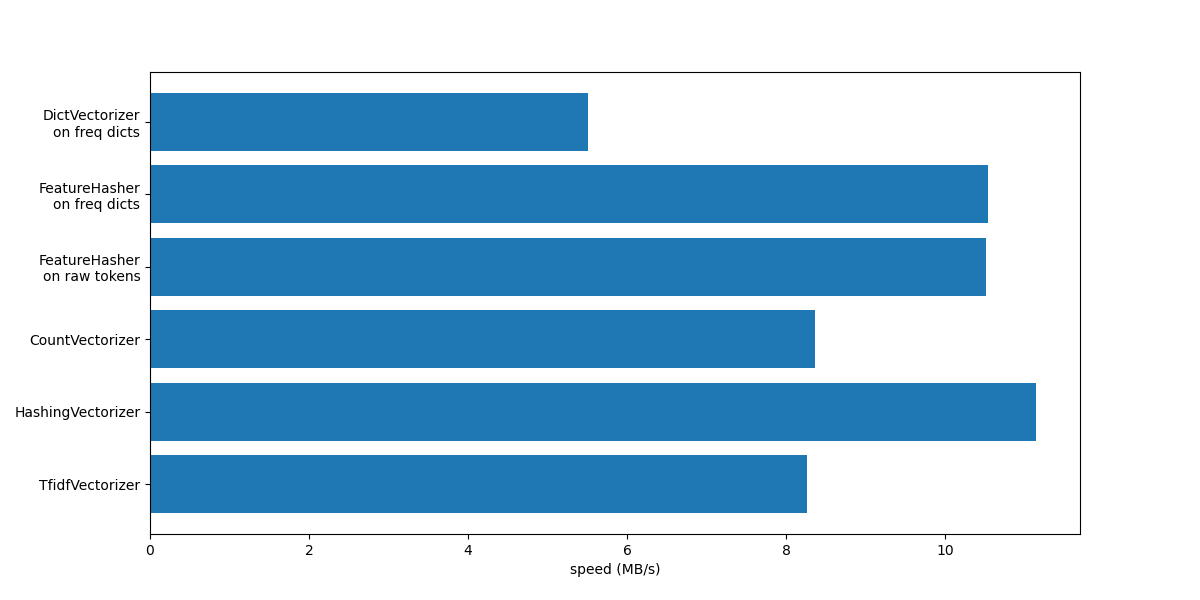 DictVectorizer
on freq dicts
FeatureHasher
on freq dicts
FeatureHasher
on raw tokens
CountVectorizer
HashingVectorizer
TfidfVectorizer
0 2 4 6 8 10
speed (MB/s)